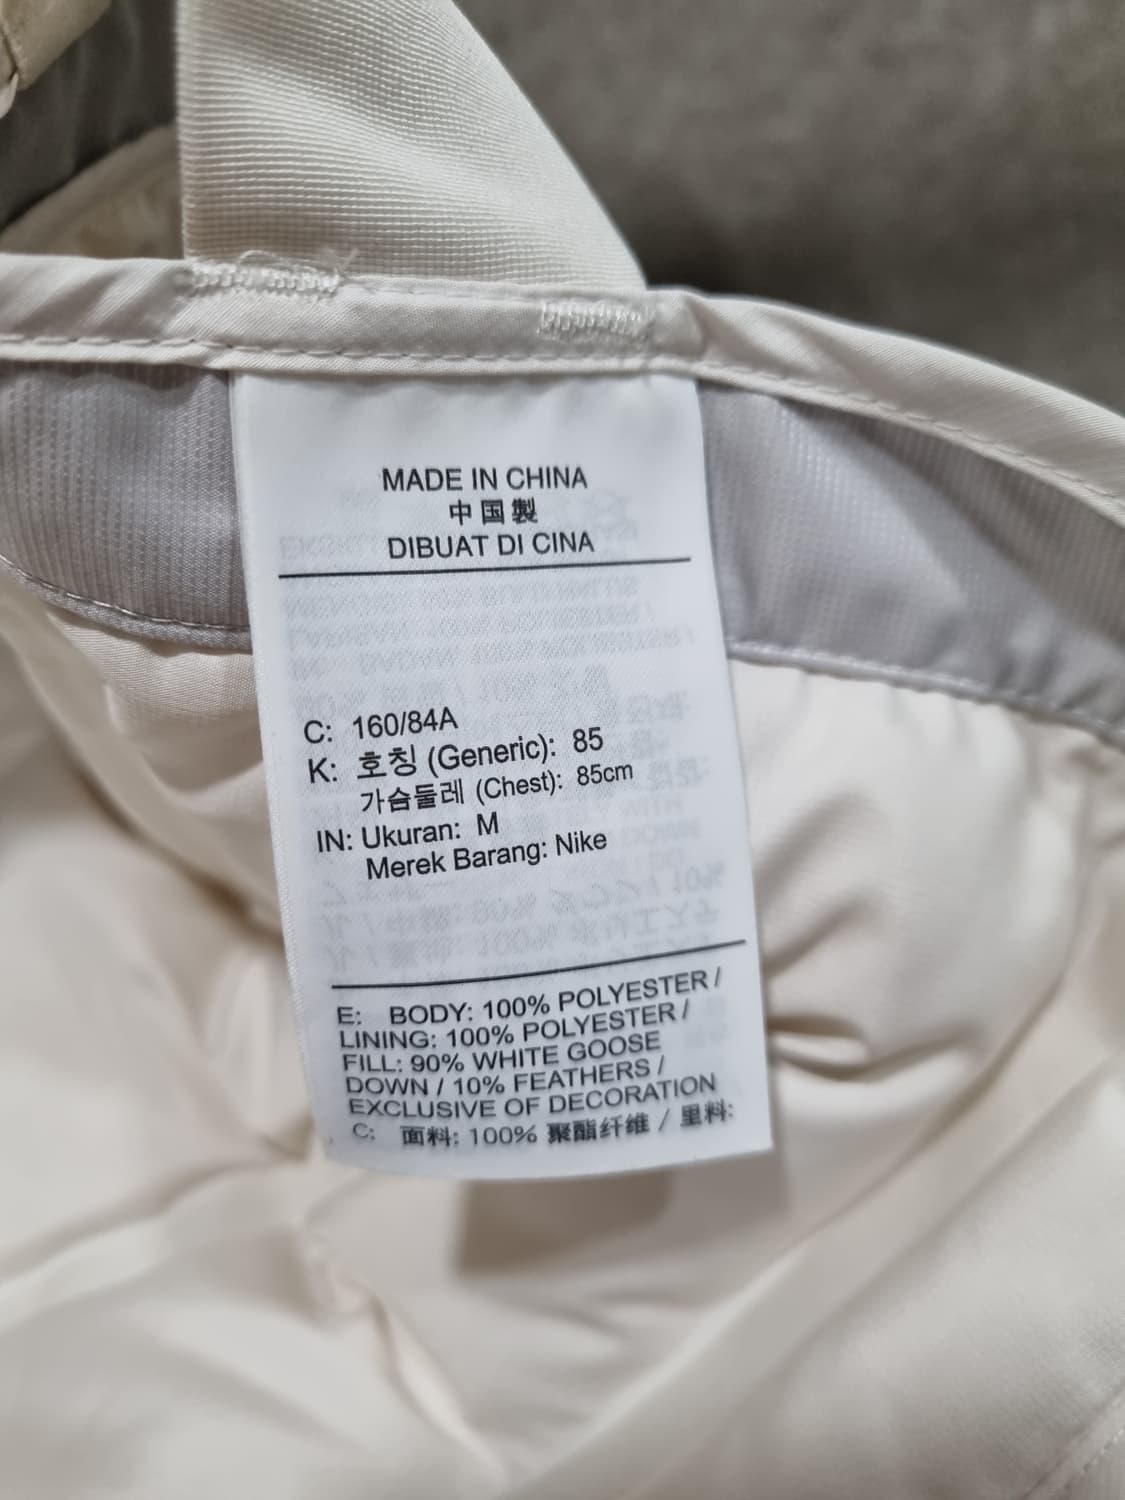 MADE IN CHINA
中国製
DIBUAT DI CINA
C: 160/84A
K: 호칭 (Generic): 85
가슴둘레 (Chest): 85cm
IN: Ukuran: M
Merek Barang: Nike
E: BODY: 100% POLYESTER /
LINING: 100% POLYESTER /
FILL: 90% WHITE GOOSE
DOWN / 10% FEATHERS /
EXCLUSIVE OF DECORATION
C: 面料: 100% 聚酯纤维 / 里料: